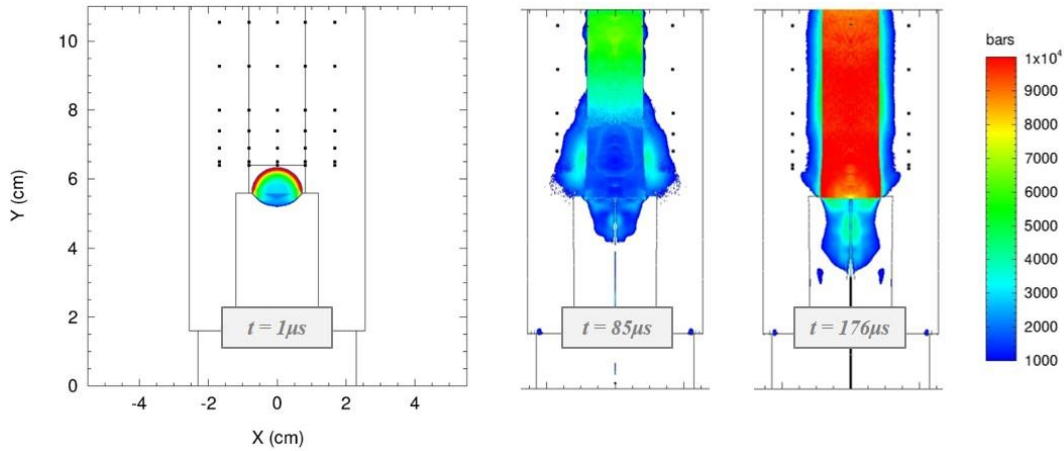 10
8
6
4
2
0
Y (cm)
-4
-2
0
2
4
X (cm)
t = 1μs
t = 85μs
t = 176μs
bars
1x10⁴
9000
8000
7000
6000
5000
4000
3000
2000
1000